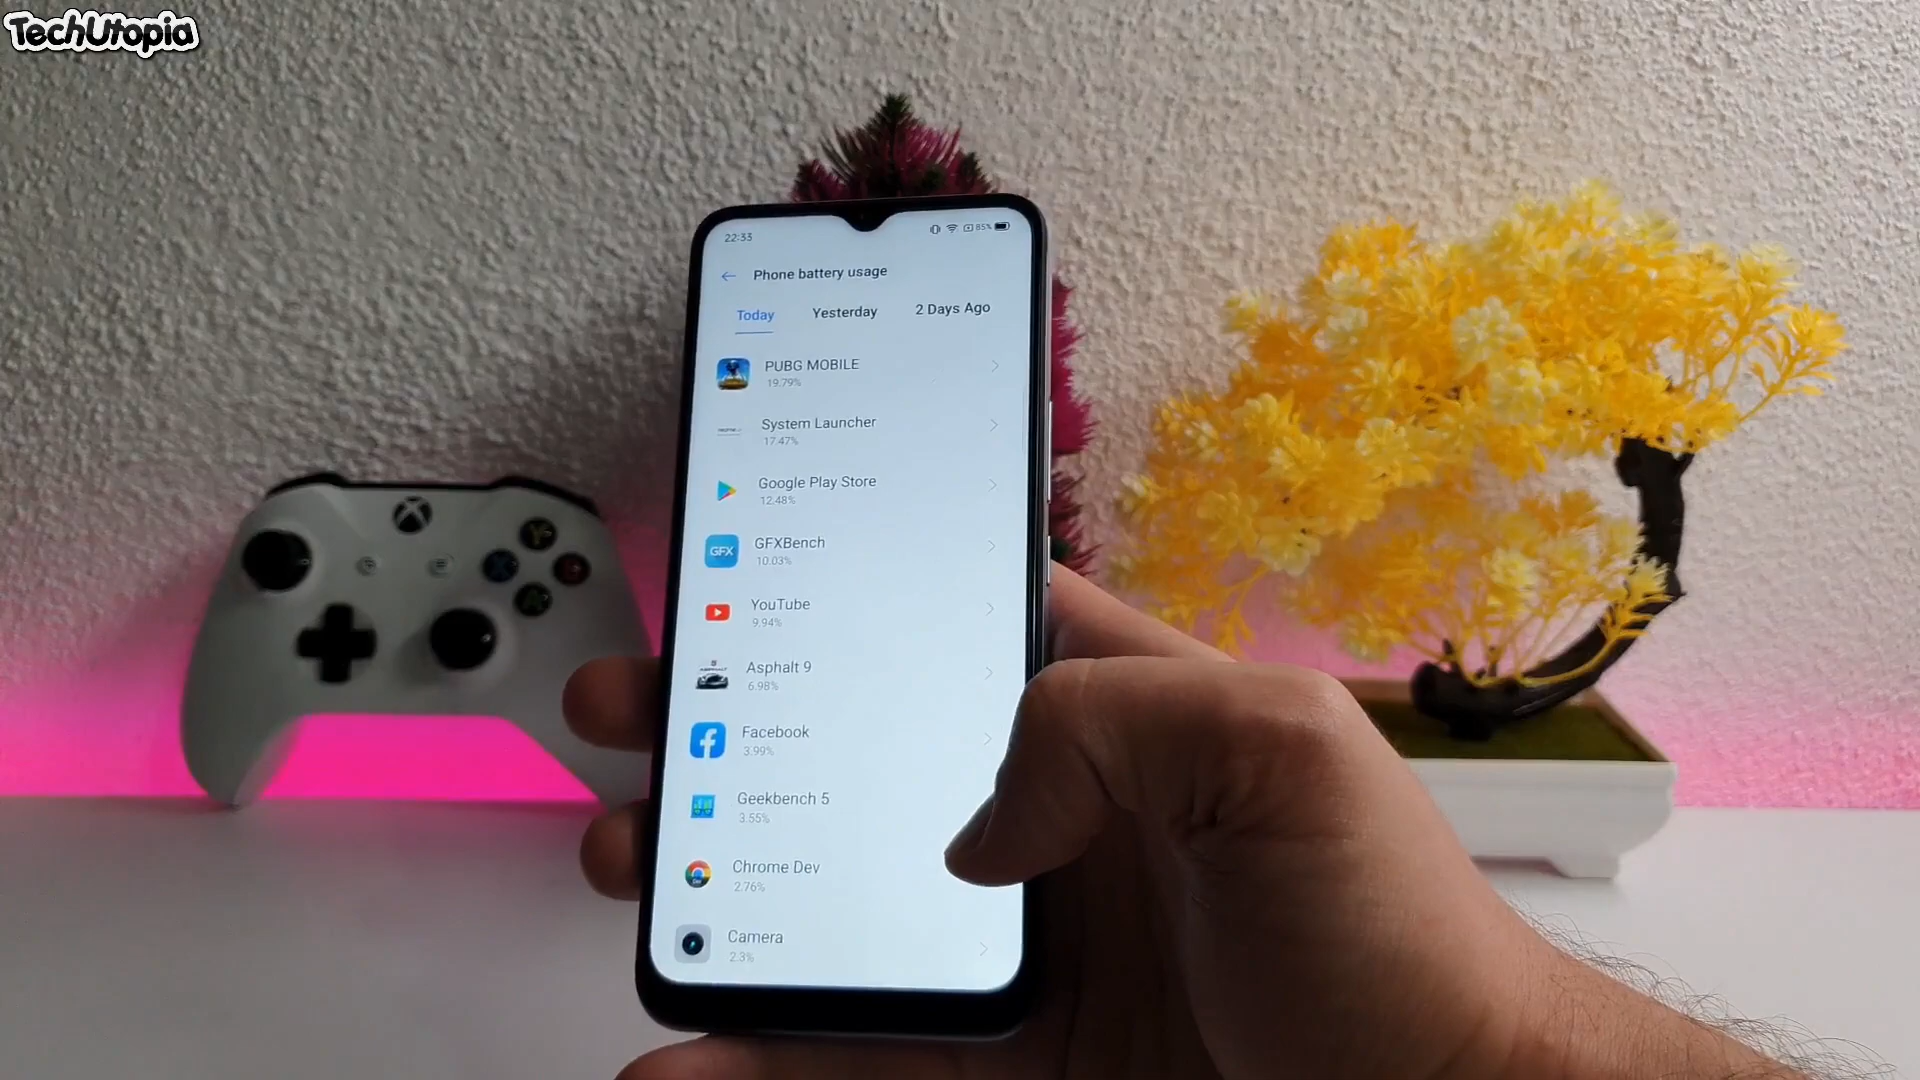 TechUtopia
22:33
85%
Phone battery usage
Today Yesterday 2 Days Ago
PUBG MOBILE
19.79%
System Launcher
17.47%
Google Play Store
12.48%
GFX
GFXBench
10.03%
YouTube
9.94%
Asphalt 9
6.98%
Facebook
3.99%
Geekbench 5
3.55%
Chrome Dev
2.76%
Camera
2.3%
Y
X